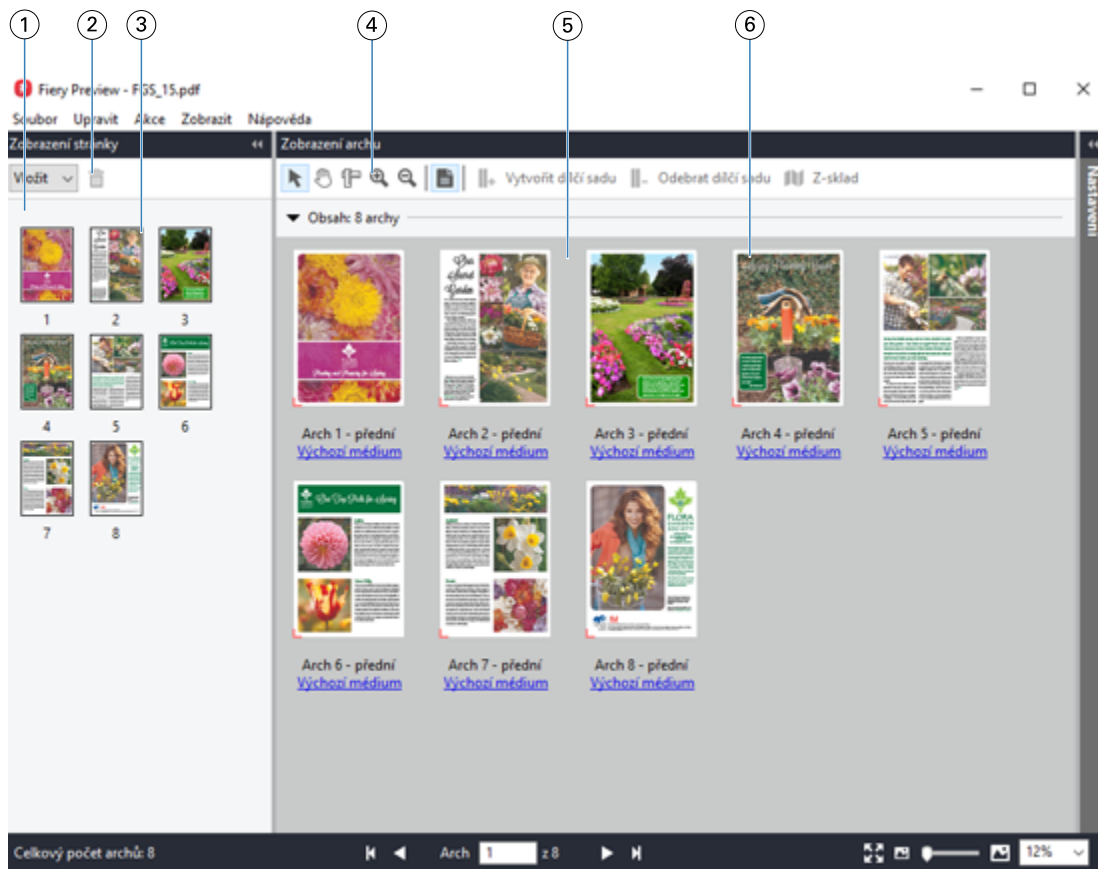 1 2 3 4 5 6
Fiery Preview - FGS_15.pdf
Soubor Upravit Akce Zobrazit Nápověda
Zobrazení stránky
Zobrazení archu
Vložit
Vytvořit dílčí sadu Odebrat dílčí sadu Z-sklad
Nastavení
Obsah: 8 archy
1 2 3
4 5 6
7 8
Arch 1 - přední Arch 2 - přední Arch 3 - přední Arch 4 - přední Arch 5 - přední
Výchozí médium Výchozí médium Výchozí médium Výchozí médium Výchozí médium
FLORA
Arch 6 - přední Arch 7 - přední Arch 8 - přední
Výchozí médium Výchozí médium Výchozí médium
Celkový počet archů: 8 Arch 1 z 8 12%